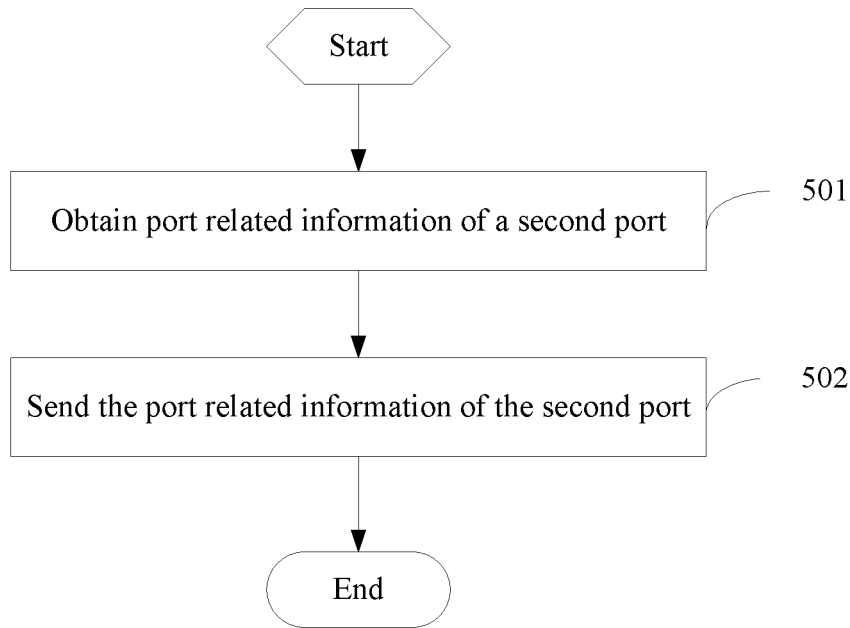 Start
Obtain port related information of a second port
501
Send the port related information of the second port
502
End